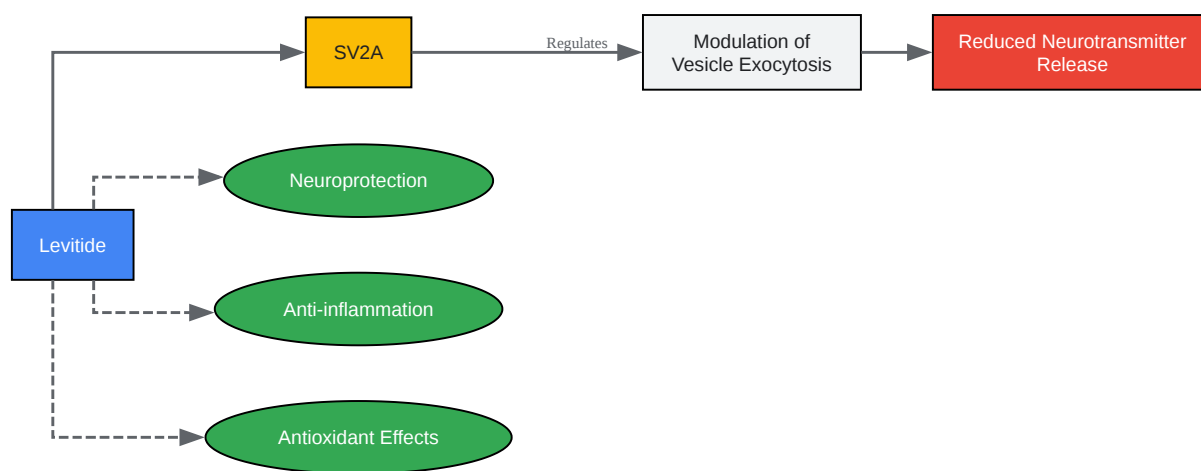 SV2A
Regulates
Modulation of
Vesicle Exocytosis
Reduced Neurotransmitter
Release
Neuroprotection
Levitide
Anti-inflammation
Antioxidant Effects